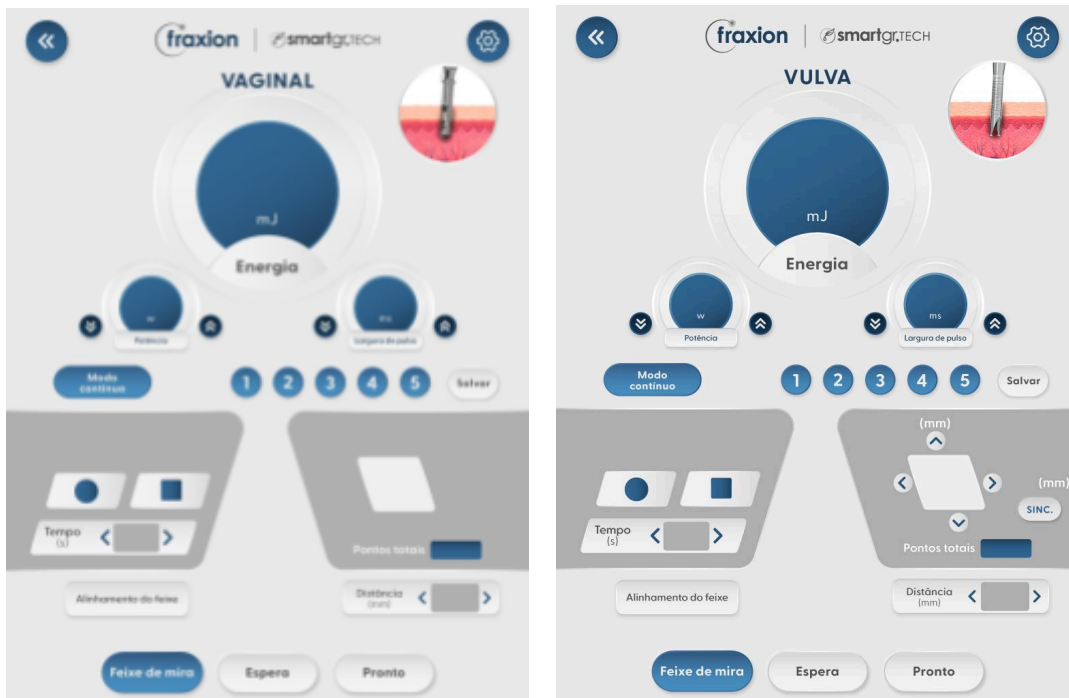 fraxion | smartgr.TECH
VAGINAL
mJ
Energia
w
ms
Potência
Largura de pulso
Modo
contínuo
1 2 3 4 5 Salvar
Tempo
(s)
Pontos totais
Alinhamento do feixe
Distância
(mm)
Feixe de mira
Espera
Pronto
fraxion | smartgr.TECH
VULVA
mJ
Energia
w
ms
Potência
Largura de pulso
Modo
contínuo
1 2 3 4 5 Salvar
(mm)
(mm)
SINC.
Tempo
(s)
Pontos totais
Alinhamento do feixe
Distância
(mm)
Feixe de mira
Espera
Pronto